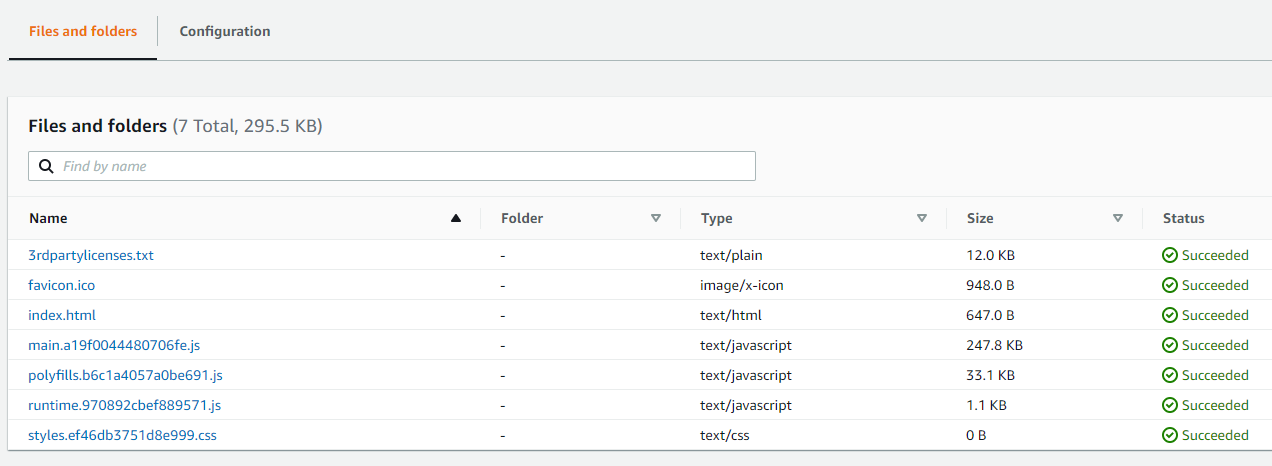 Files and folders Configuration
Files and folders (7 Total, 295.5 KB)
Find by name
Name Folder Type Size Status
3rdpartylicenses.txt - text/plain 12.0 KB Succeeded
favicon.ico - image/x-icon 948.0 B Succeeded
index.html - text/html 647.0 B Succeeded
main.a19f0044480706fe.js - text/javascript 247.8 KB Succeeded
polyfills.b6c1a4057a0be691.js - text/javascript 33.1 KB Succeeded
runtime.970892cbef889571.js - text/javascript 1.1 KB Succeeded
styles.ef46db3751d8e999.css - text/css 0 B Succeeded